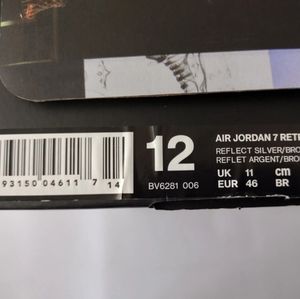 12
AIR JORDAN 7 RETR
REFLECT SILVER/BRO
REFLET ARGENT/BRO
BV6281 006
UK 11 cm
EUR 46 BR
93150 04611 7 14